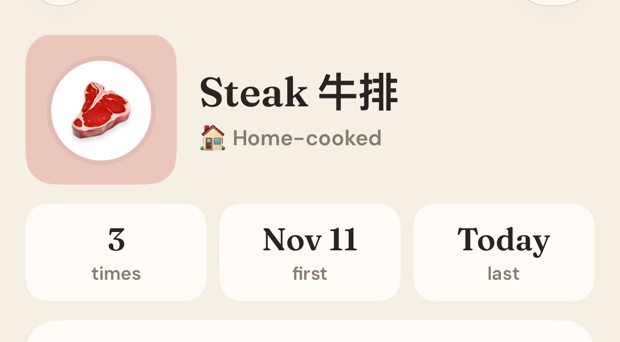 Steak 牛排
🏠 Home-cooked
3
times
Nov 11
first
Today
last